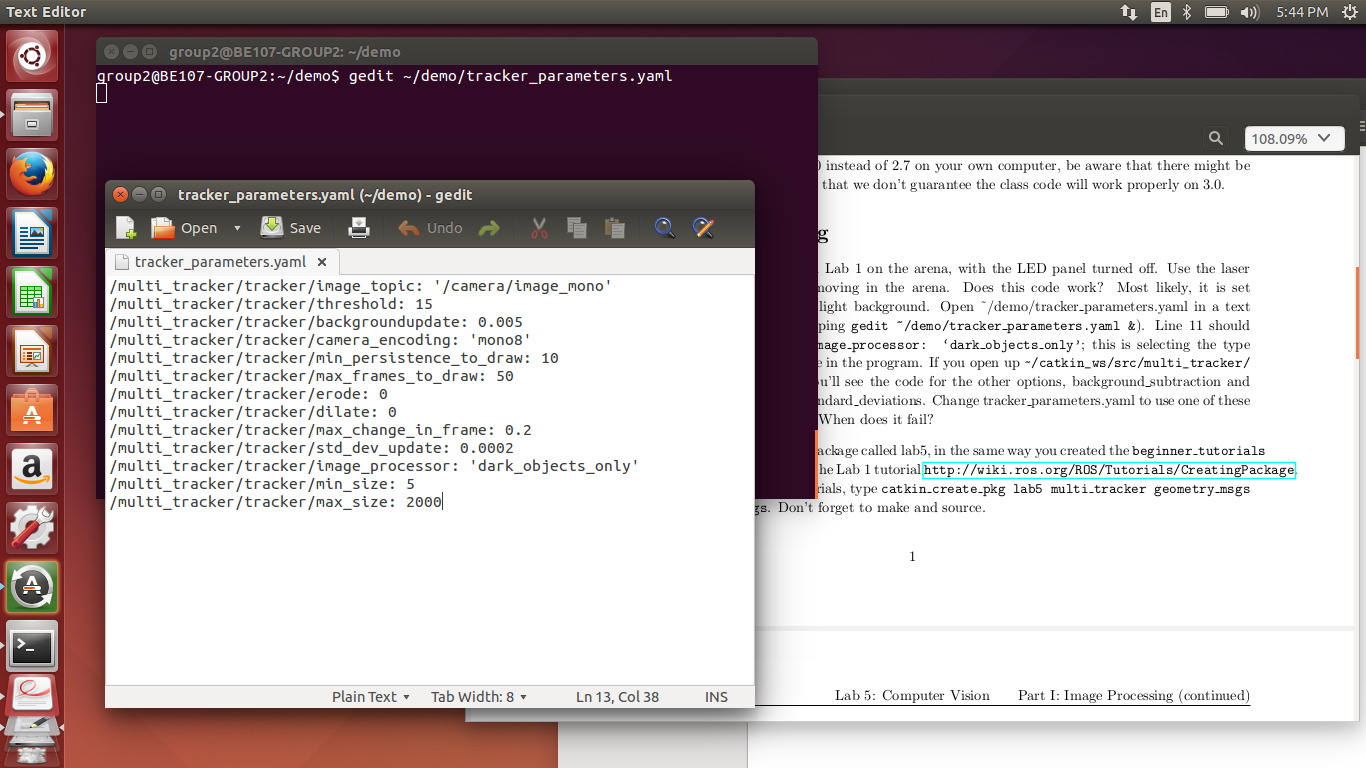 Text Editor
En
5:44 PM
group2@BE107-GROUP2: ~/demo
group2@BE107-GROUP2:~/demo$ gedit ~/demo/tracker_parameters.yaml
tracker_parameters.yaml (~/demo) - gedit
Open Save Undo
tracker_parameters.yaml
/multi_tracker/tracker/image_topic: '/camera/image_mono'
/multi_tracker/tracker/threshold: 15
/multi_tracker/tracker/backgroundupdate: 0.005
/multi_tracker/tracker/camera_encoding: 'mono8'
/multi_tracker/tracker/min_persistence_to_draw: 10
/multi_tracker/tracker/max_frames_to_draw: 50
/multi_tracker/tracker/erode: 0
/multi_tracker/tracker/dilate: 0
/multi_tracker/tracker/max_change_in_frame: 0.2
/multi_tracker/tracker/std_dev_update: 0.0002
/multi_tracker/tracker/image_processor: 'dark_objects_only'
/multi_tracker/tracker/min_size: 5
/multi_tracker/tracker/max_size: 2000
Plain Text Tab Width: 8 Ln 13, Col 38 INS
108.09%
instead of 2.7 on your own computer, be aware that there might be
that we don't guarantee the class code will work properly on 3.0.
Lab 1 on the arena, with the LED panel turned off. Use the laser
moving in the arena. Does this code work? Most likely, it is set
light background. Open ~/demo/tracker_parameters.yaml in a text
ping gedit ~/demo/tracker_parameters.yaml &). Line 11 should
mage_processor: ‘dark_objects_only’; this is selecting the type
e in the program. If you open up ~/catkin_ws/src/multi_tracker/
ou'll see the code for the other options, background_subtraction and
ndard_deviations. Change tracker_parameters.yaml to use one of these
When does it fail?
ackage called lab5, in the same way you created the beginner_tutorials
he Lab 1 tutorial http://wiki.ros.org/ROS/Tutorials/CreatingPackage.
rials, type catkin_create_pkg lab5 multi_tracker geometry_msgs
gs. Don't forget to make and source.
1
Lab 5: Computer Vision Part I: Image Processing (continued)